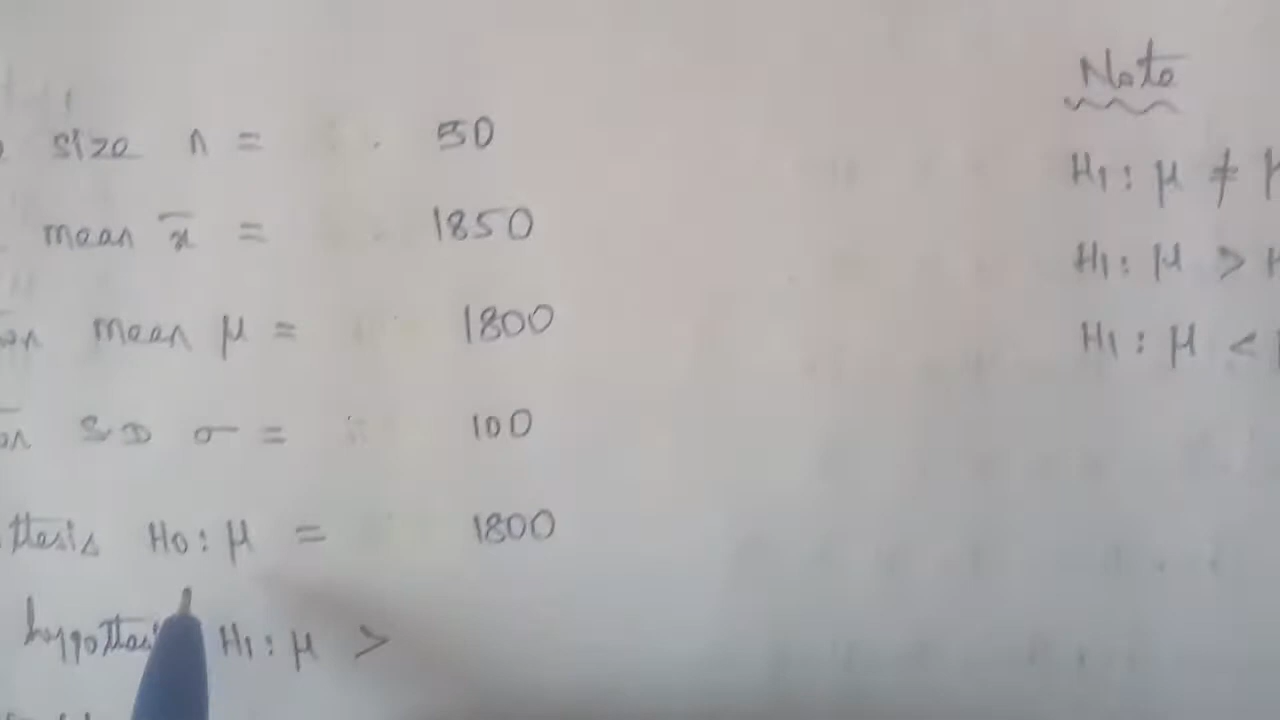 size n = 50
mean x̄ = 1850
mean μ = 1800
SD σ = 100
H0 : μ = 1800
H1 : μ >
Note
H1 : μ ≠
H1 : μ >
H1 : μ <